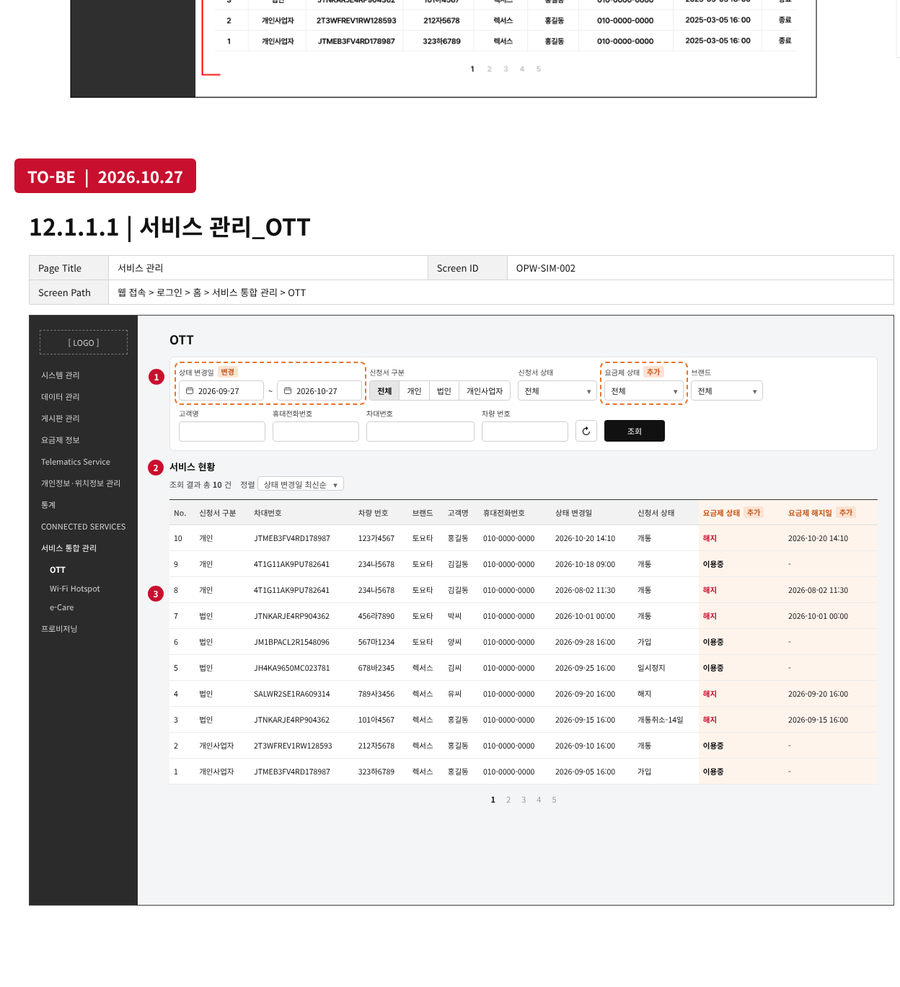 2 개인사업자 2T3WFREV1RW128593 212자5678 렉서스 홍길동 010-0000-0000 2025-03-05 16: 00 종료
1 개인사업자 JTMEB3FV4RD178987 323하6789 렉서스 홍길동 010-0000-0000 2025-03-05 16: 00 종료
1 2 3 4 5
TO-BE | 2026.10.27
12.1.1.1 | 서비스 관리_OTT
Page Title 서비스 관리 Screen ID OPW-SIM-002
Screen Path 웹 접속 > 로그인 > 홈 > 서비스 통합 관리 > OTT
[ LOGO ]
시스템 관리
데이터 관리
게시판 관리
요금제 정보
Telematics Service
개인정보·위치정보 관리
통계
CONNECTED SERVICES
서비스 통합 관리
OTT
Wi-Fi Hotspot
e-Care
프로비저닝
OTT
1
상태 변경일 변경 신청서 구분 신청서 상태 요금제 상태 추가 브랜드
2026-09-27 ~ 2026-10-27 전체 개인 법인 개인사업자 전체 전체 전체
고객명 휴대전화번호 차대번호 차량 번호
조회
2 서비스 현황
조회 결과 총 10 건 정렬 상태 변경일 최신순
No. 신청서 구분 차대번호 차량 번호 브랜드 고객명 휴대전화번호 상태 변경일 신청서 상태 요금제 상태 추가 요금제 해지일 추가
10 개인 JTMEB3FV4RD178987 123가4567 토요타 홍길동 010-0000-0000 2026-10-20 14:10 개통 해지 2026-10-20 14:10
9 개인 4T1G11AK9PU782641 234나5678 토요타 김길동 010-0000-0000 2026-10-18 09:00 개통 이용중 -
3
8 개인 4T1G11AK9PU782641 234나5678 토요타 김길동 010-0000-0000 2026-08-02 11:30 개통 해지 2026-08-02 11:30
7 법인 JTNKARJE4RP904362 456라7890 토요타 박씨 010-0000-0000 2026-10-01 00:00 개통 해지 2026-10-01 00:00
6 법인 JM1BPACL2R1548096 567마1234 토요타 양씨 010-0000-0000 2026-09-28 16:00 가입 이용중 -
5 법인 JH4KA9650MC023781 678바2345 렉서스 김씨 010-0000-0000 2026-09-25 16:00 일시정지 이용중 -
4 법인 SALWR2SE1RA609314 789사3456 렉서스 유씨 010-0000-0000 2026-09-20 16:00 해지 해지 2026-09-20 16:00
3 법인 JTNKARJE4RP904362 101아4567 렉서스 홍길동 010-0000-0000 2026-09-15 16:00 개통취소-14일 해지 2026-09-15 16:00
2 개인사업자 2T3WFREV1RW128593 212자5678 렉서스 홍길동 010-0000-0000 2026-09-10 16:00 개통 이용중 -
1 개인사업자 JTMEB3FV4RD178987 323하6789 렉서스 홍길동 010-0000-0000 2026-09-05 16:00 가입 이용중 -
1 2 3 4 5